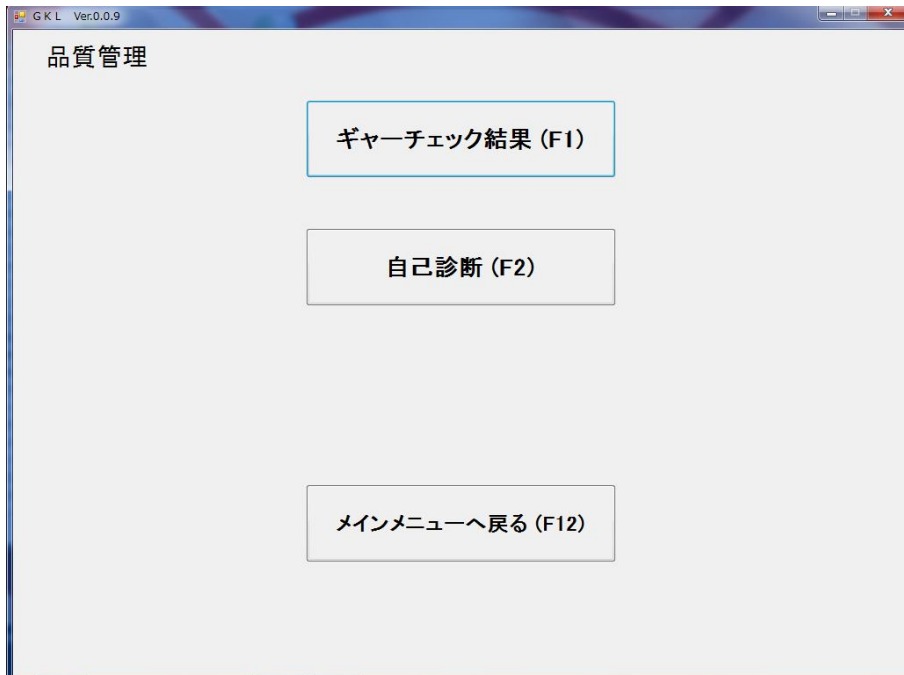 G K L Ver.0.0.9
品質管理
ギャーチェック結果 (F1)
自己診断 (F2)
メインメニューへ戻る (F12)